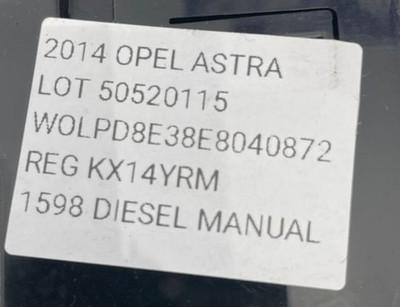 2014 OPEL ASTRA
LOT 50520115
WOLPD8E38E8040872
REG KX14YRM
1598 DIESEL MANUAL